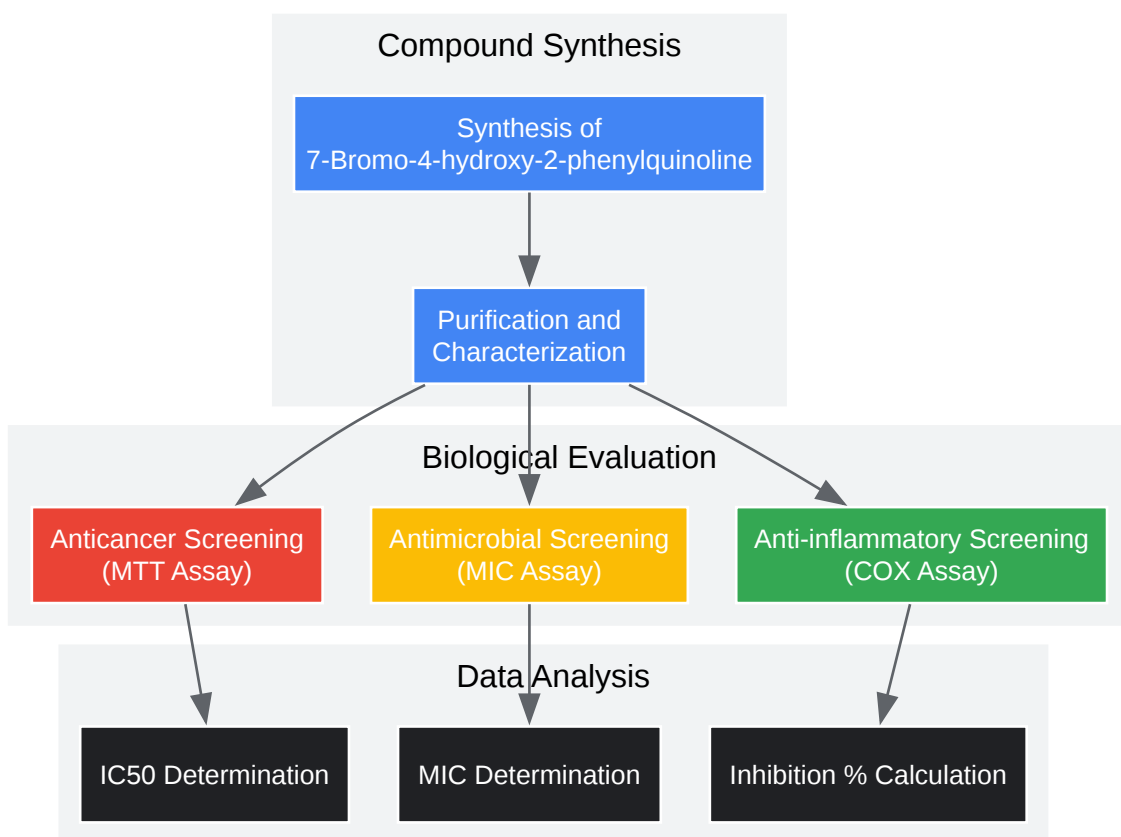 Compound Synthesis
Synthesis of
7-Bromo-4-hydroxy-2-phenylquinoline
Purification and
Characterization
Biological Evaluation
Anticancer Screening
(MTT Assay)
Antimicrobial Screening
(MIC Assay)
Anti-inflammatory Screening
(COX Assay)
Data Analysis
IC50 Determination
MIC Determination
Inhibition % Calculation